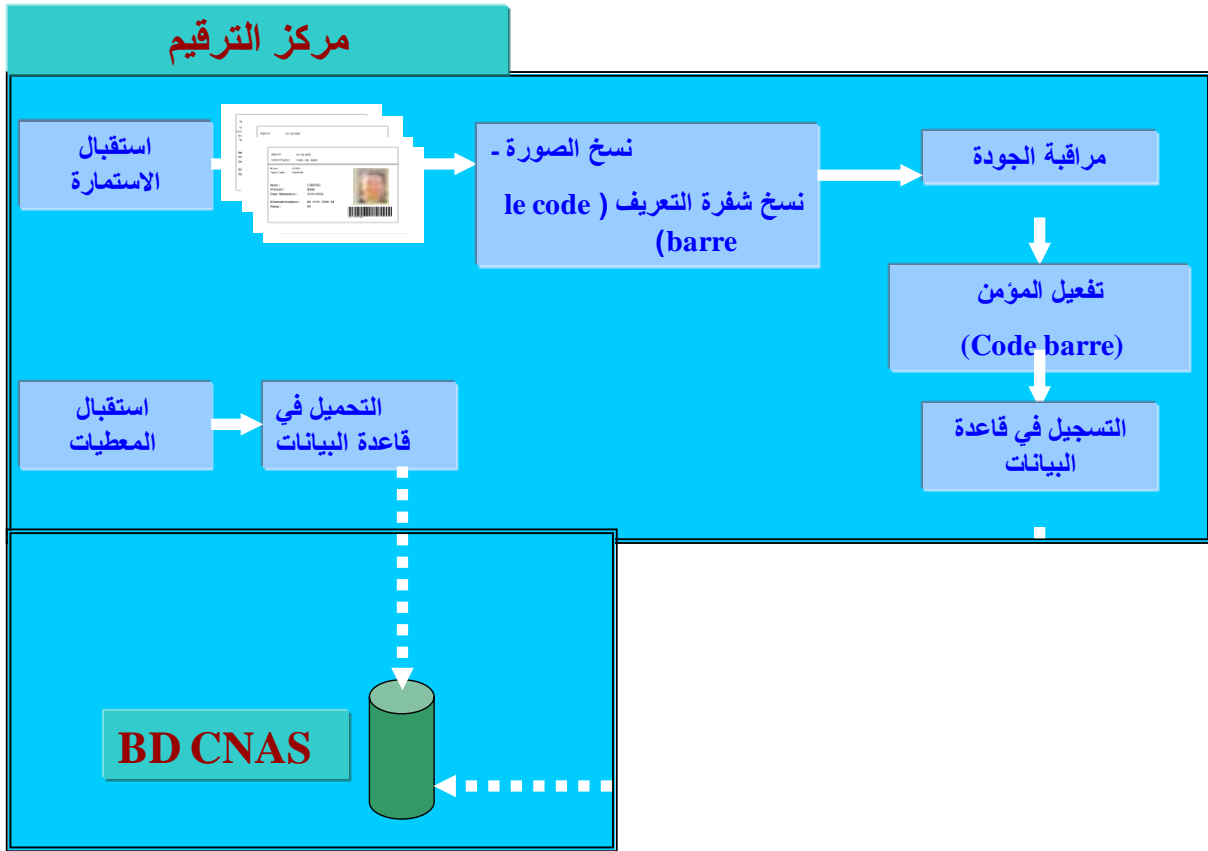 مركز الترقيم
استقبال
الاستمارة
نسخ الصورة -
نسخ شفرة التعريف ( le code
barre)
مراقبة الجودة
تفعيل المؤمن
(Code barre)
استقبال
المعطيات
التحميل في
قاعدة البيانات
التسجيل في قاعدة
البيانات
BD CNAS